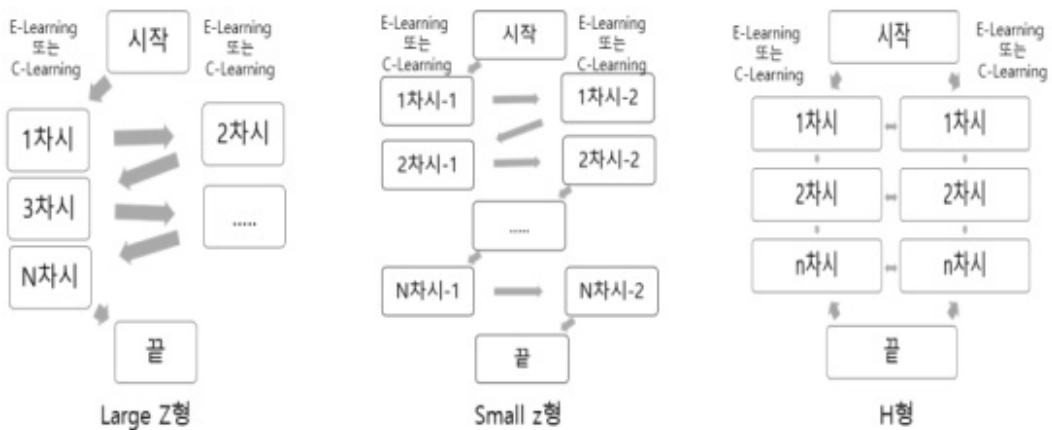 E-Learning
또는
C-Learning
시작
E-Learning
또는
C-Learning
1차시
2차시
3차시
.....
N차시
끝
Large Z형
E-Learning
또는
C-Learning
시작
E-Learning
또는
C-Learning
1차시-1
1차시-2
2차시-1
2차시-2
.....
N차시-1
N차시-2
끝
Small z형
E-Learning
또는
C-Learning
시작
E-Learning
또는
C-Learning
1차시
1차시
2차시
2차시
n차시
n차시
끝
H형